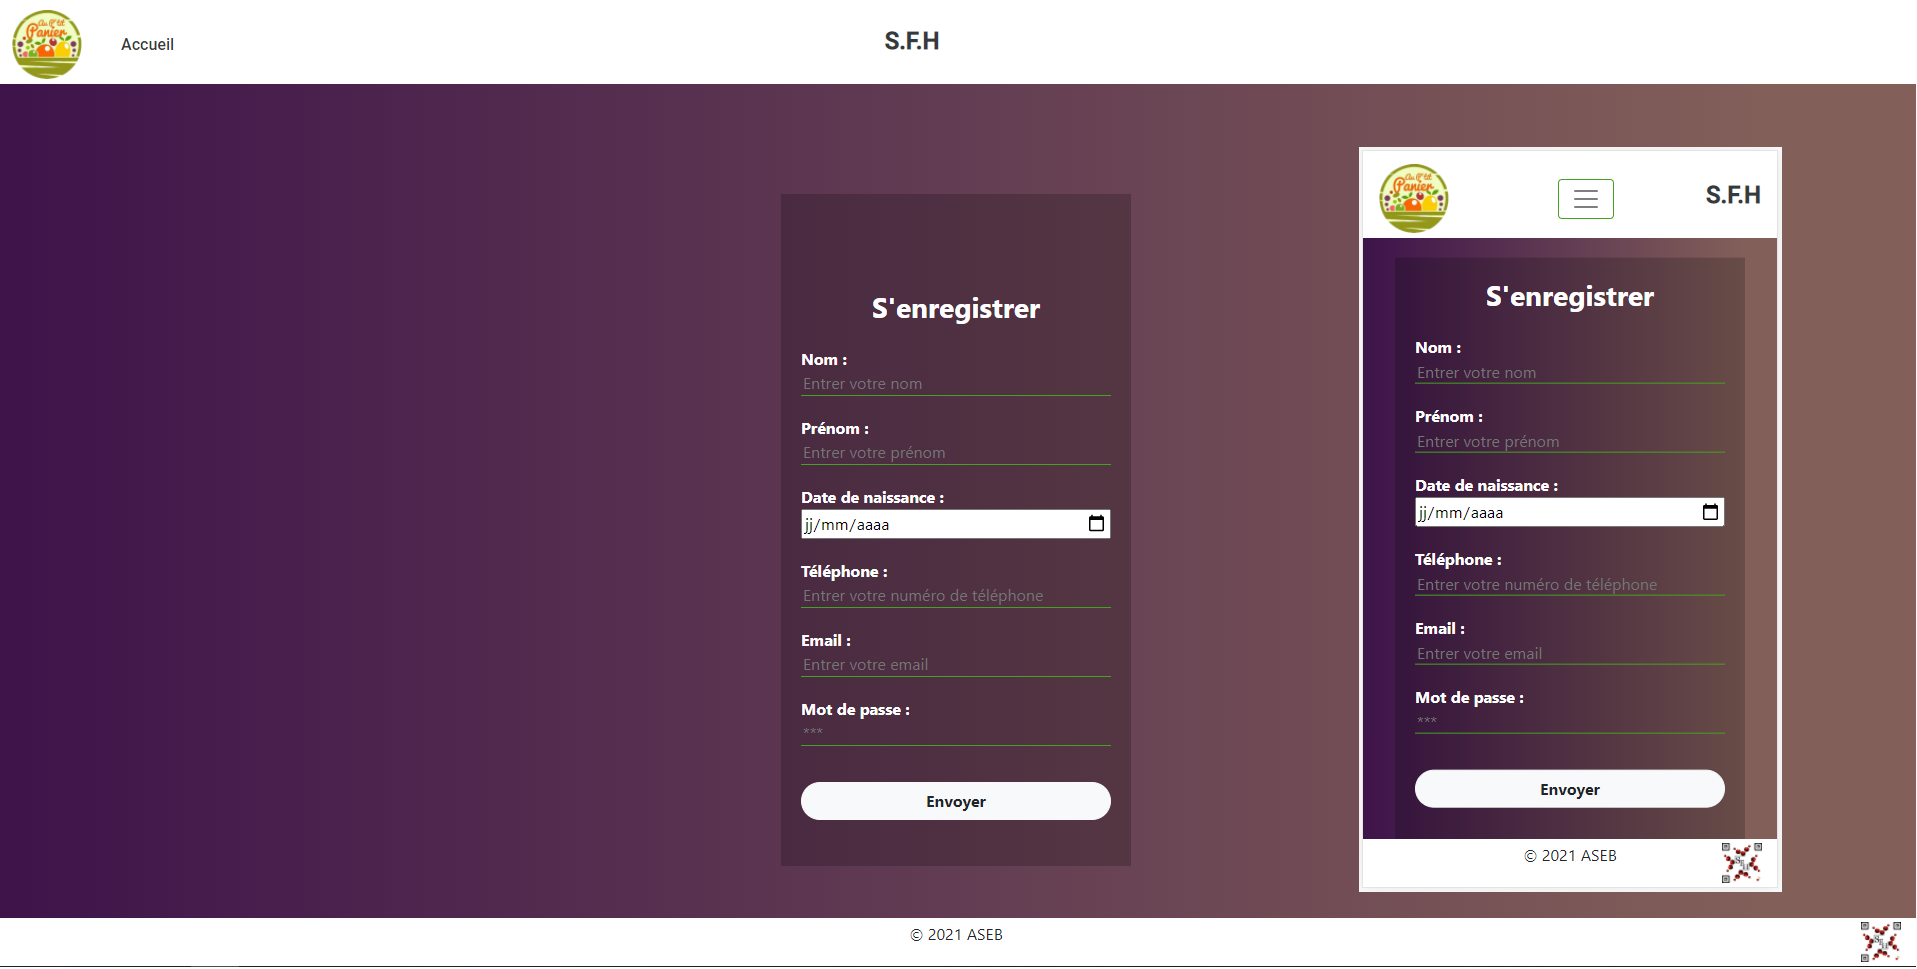 Au P'tit
Panier
Accueil
S.F.H
S'enregistrer
Nom :
Entrer votre nom
Prénom :
Entrer votre prénom
Date de naissance :
jj/mm/aaaa
Téléphone :
Entrer votre numéro de téléphone
Email :
Entrer votre email
Mot de passe :
***
Envoyer
Au P'tit
Panier
S.F.H
S'enregistrer
Nom :
Entrer votre nom
Prénom :
Entrer votre prénom
Date de naissance :
jj/mm/aaaa
Téléphone :
Entrer votre numéro de téléphone
Email :
Entrer votre email
Mot de passe :
***
Envoyer
© 2021 ASEB
© 2021 ASEB